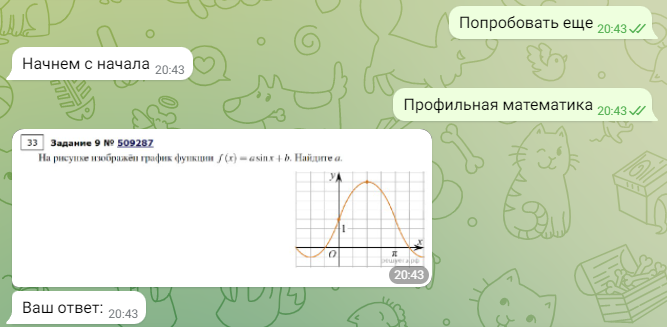 Попробовать еще 20:43
Начнем с начала 20:43
Профильная математика 20:43
33 Задание 9 № 509287
На рисунке изображён график функции f(x) = a sin x + b. Найдите a.
y
1
O π x
20:43
Ваш ответ: 20:43